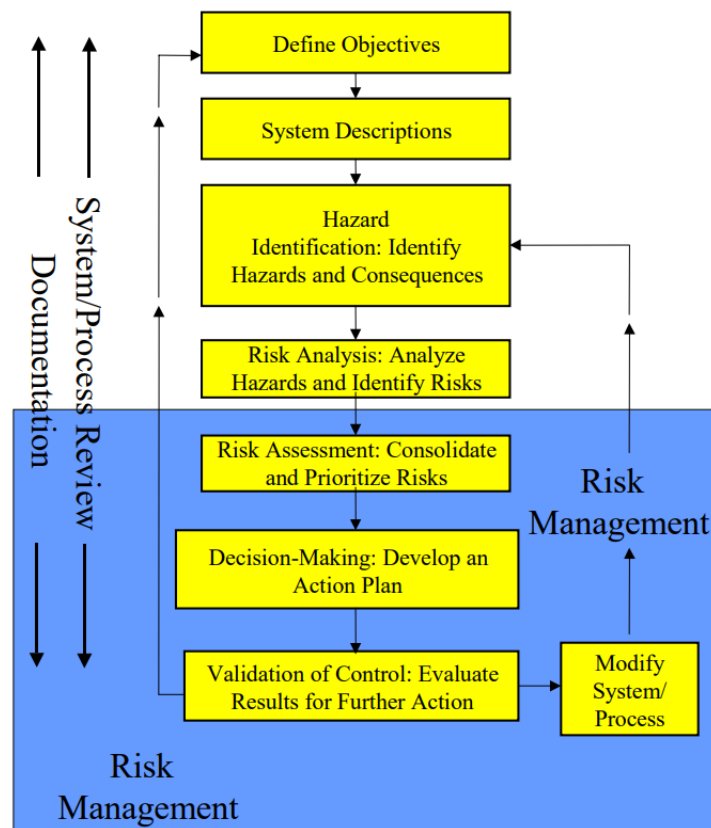 Define Objectives
System Descriptions
Hazard
Identification: Identify
Hazards and Consequences
Risk Analysis: Analyze
Hazards and Identify Risks
Risk Assessment: Consolidate
and Prioritize Risks
Decision-Making: Develop an
Action Plan
Validation of Control: Evaluate
Results for Further Action
Modify
System/
Process
System/Process Review
Documentation
Risk
Management
Risk
Management